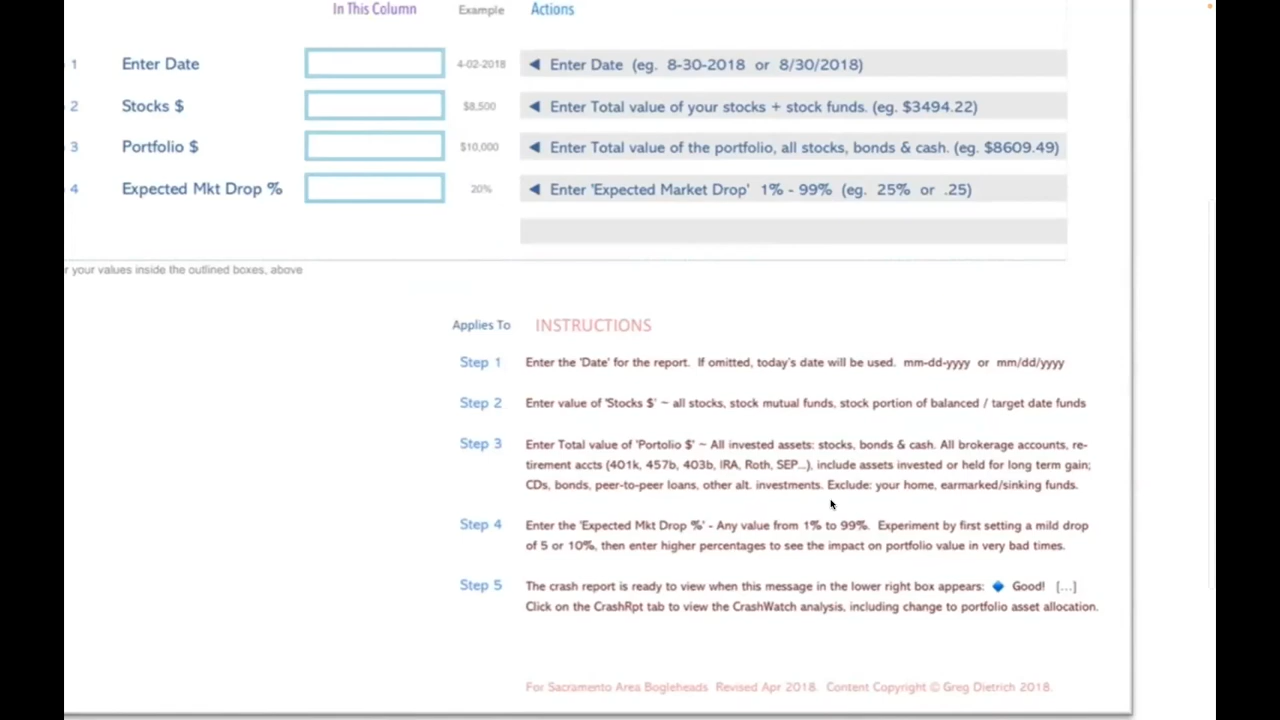 In This Column Example Actions
1 Enter Date 4-02-2018 ◀ Enter Date (eg. 8-30-2018 or 8/30/2018)
2 Stocks $ $8,500 ◀ Enter Total value of your stocks + stock funds. (eg. $3494.22)
3 Portfolio $ $10,000 ◀ Enter Total value of the portfolio, all stocks, bonds & cash. (eg. $8609.49)
4 Expected Mkt Drop % 20% ◀ Enter 'Expected Market Drop' 1% - 99% (eg. 25% or .25)
r your values inside the outlined boxes, above
Applies To INSTRUCTIONS
Step 1 Enter the 'Date' for the report. If omitted, today's date will be used. mm-dd-yyyy or mm/dd/yyyy
Step 2 Enter value of 'Stocks $' ~ all stocks, stock mutual funds, stock portion of balanced / target date funds
Step 3 Enter Total value of 'Portolio $' ~ All invested assets: stocks, bonds & cash. All brokerage accounts, re-
tirement accts (401k, 457b, 403b, IRA, Roth, SEP...), include assets invested or held for long term gain;
CDs, bonds, peer-to-peer loans, other alt. investments. Exclude: your home, earmarked/sinking funds.
Step 4 Enter the 'Expected Mkt Drop %' - Any value from 1% to 99%. Experiment by first setting a mild drop
of 5 or 10%, then enter higher percentages to see the impact on portfolio value in very bad times.
Step 5 The crash report is ready to view when this message in the lower right box appears: 🔷 Good! [...]
Click on the CrashRpt tab to view the CrashWatch analysis, including change to portfolio asset allocation.
For Sacramento Area Bogleheads Revised Apr 2018. Content Copyright © Greg Dietrich 2018.